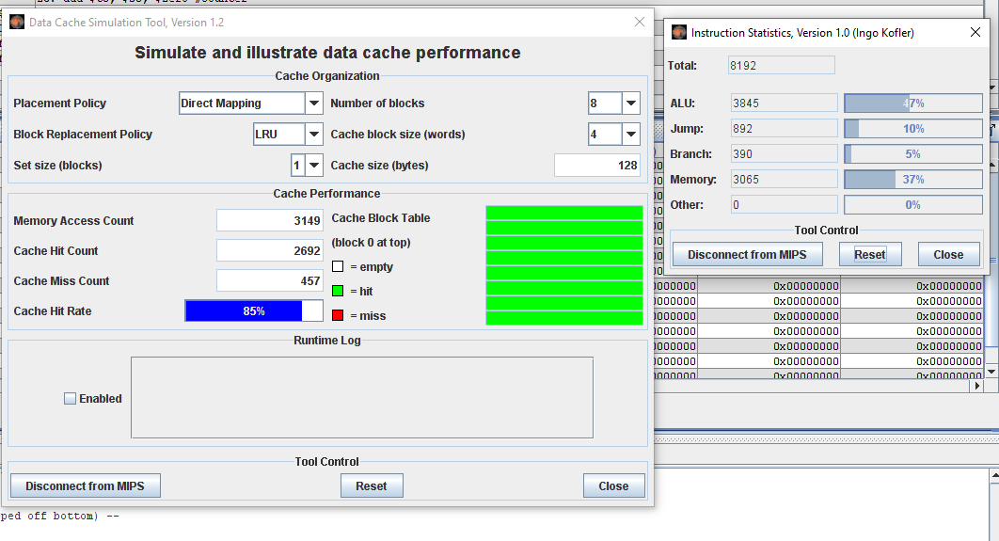 Data Cache Simulation Tool, Version 1.2
Simulate and illustrate data cache performance
Cache Organization
Placement Policy
Direct Mapping
Number of blocks
8
Block Replacement Policy
LRU
Cache block size (words)
4
Set size (blocks)
1
Cache size (bytes)
128
Cache Performance
Memory Access Count
3149
Cache Block Table
Cache Hit Count
2692
(block 0 at top)
= empty
Cache Miss Count
457
= hit
Cache Hit Rate
85%
= miss
Runtime Log
Enabled
Tool Control
Disconnect from MIPS
Reset
Close
ped off bottom) --
Instruction Statistics, Version 1.0 (Ingo Kofler)
Total:
8192
ALU:
3845
47%
Jump:
892
10%
Branch:
390
5%
Memory:
3065
37%
Other:
0
0%
Tool Control
Disconnect from MIPS
Reset
Close
00000000 0x00000000 0x00000000
00000000 0x00000000 0x00000000
00000000 0x00000000 0x00000000
00000000 0x00000000 0x00000000
00000000 0x00000000 0x00000000
00000000 0x00000000 0x00000000
00000000 0x00000000 0x00000000